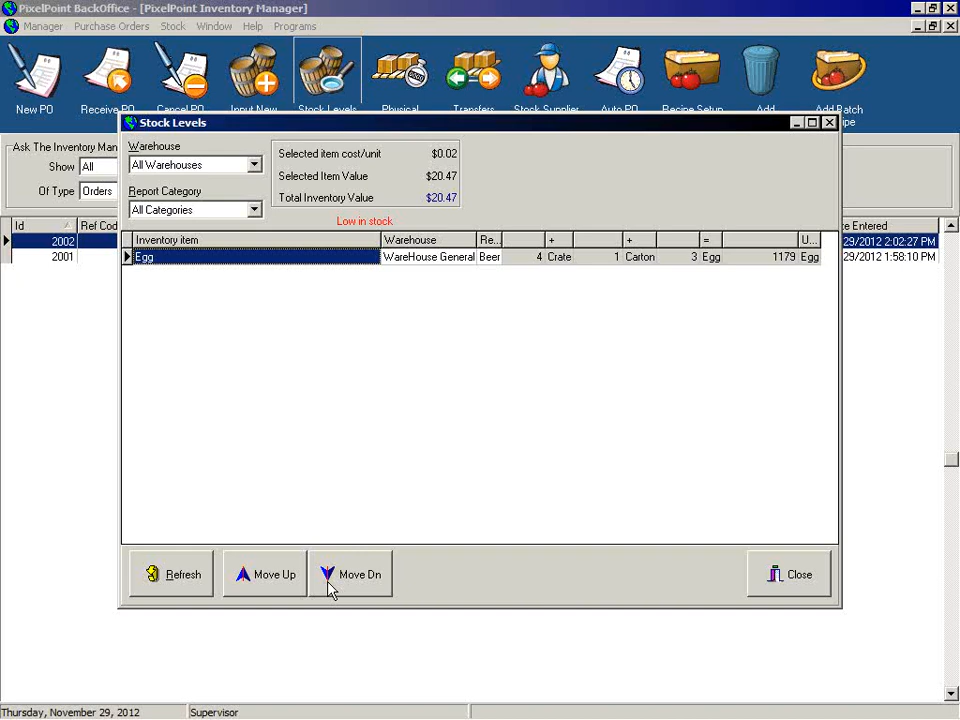 PixelPoint BackOffice - [PixelPoint Inventory Manager]
Manager Purchase Orders Stock Window Help Programs
New PO Receive PO Cancel PO Input New Stock Levels Physical Transfers Stock Supplier Auto PO Recipe Setup Add Add Batch
Stock Levels
Ask The Inventory Man
Show All
Of Type Orders
Warehouse
All Warehouses
Report Category
All Categories
Selected item cost/unit $0.02
Selected Item Value $20.47
Total Inventory Value $20.47
Low in stock
Id Ref Cod
2002
2001
Inventory item Warehouse Re... + + = U...
Egg WareHouse General Beer 4 Crate 1 Carton 3 Egg 1179 Egg
te Entered
29/2012 2:02:27 PM
29/2012 1:58:10 PM
Refresh Move Up Move Dn Close
Thursday, November 29, 2012 Supervisor